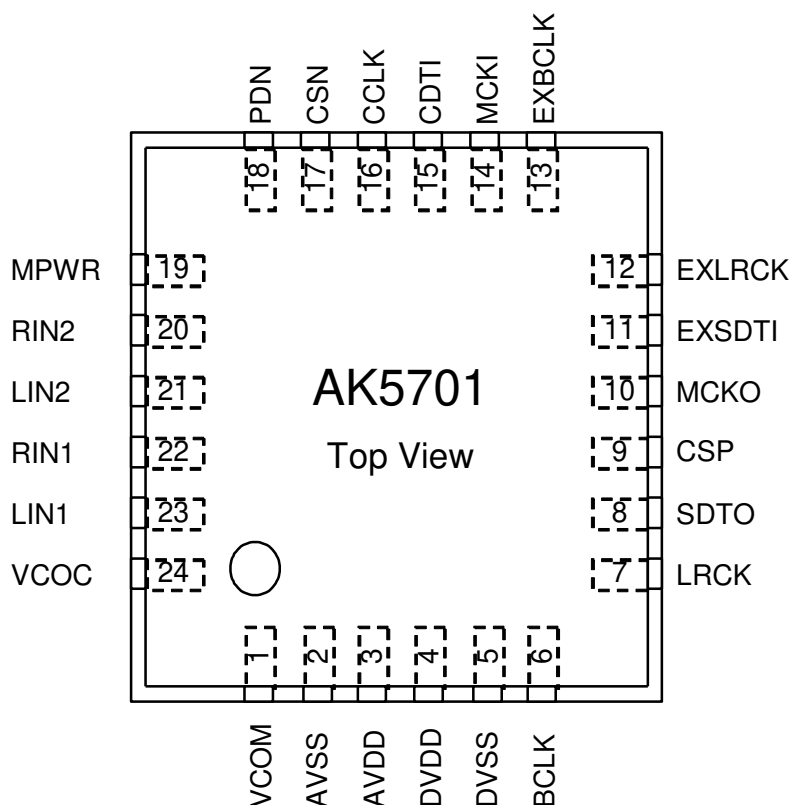 PDN
CSN
CCLK
CDTI
MCKI
EXBCLK
18
17
16
15
14
13
MPWR 19
12 EXLRCK
RIN2 20
11 EXSDTI
LIN2 21
AK5701
10 MCKO
RIN1 22
Top View
9 CSP
LIN1 23
8 SDTO
VCOC 24
7 LRCK
1
2
3
4
5
6
VCOM
AVSS
AVDD
DVDD
DVSS
BCLK